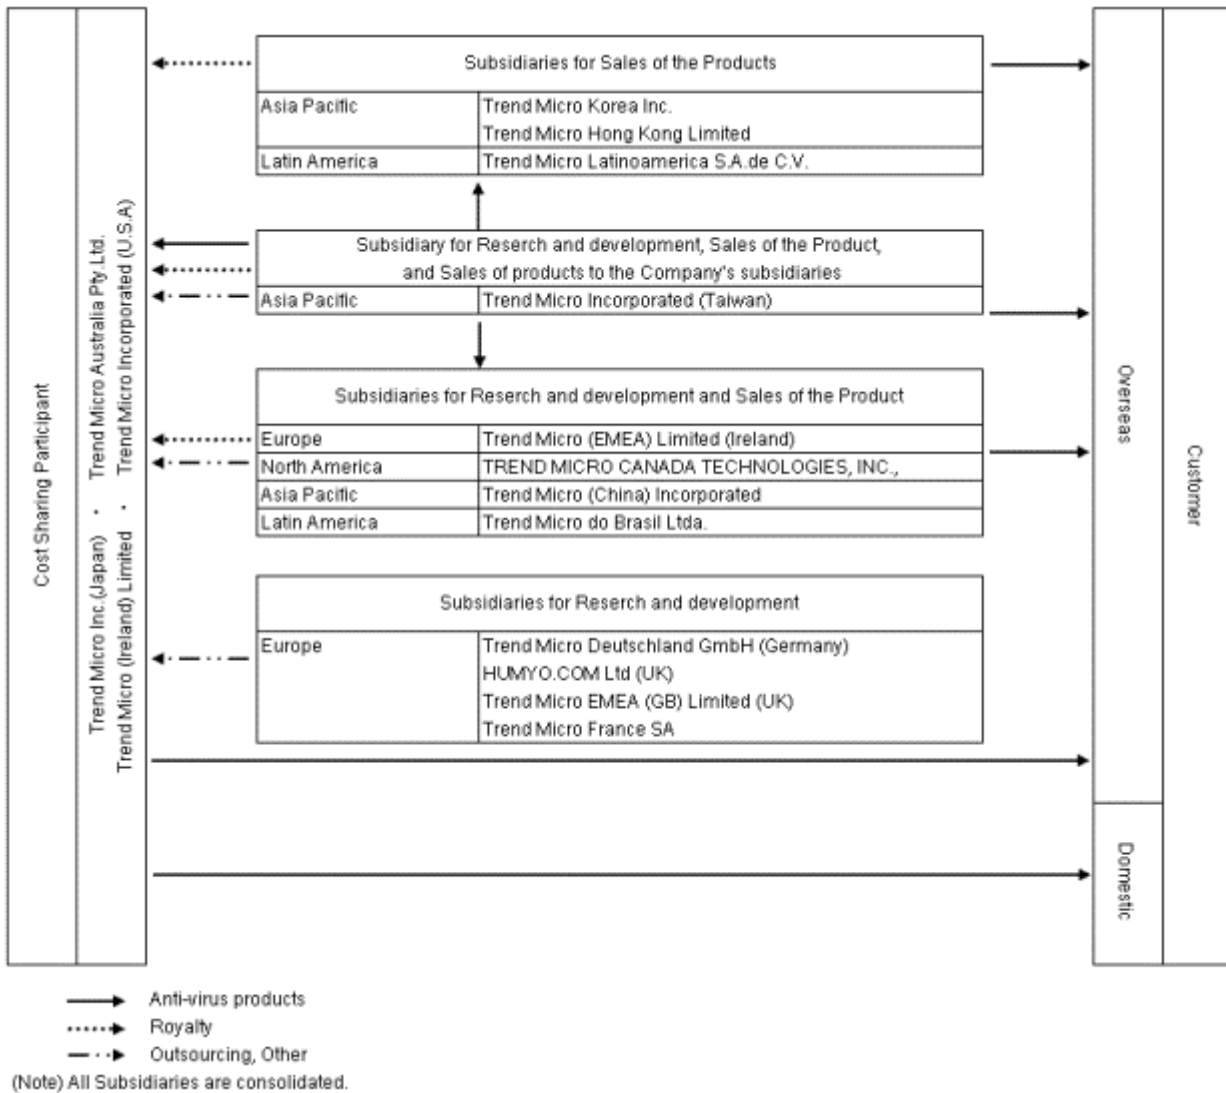 Cost Sharing Participant
Trend Micro Inc.(Japan) ・ Trend Micro Australia Pty.Ltd.
Trend Micro (Ireland) Limited ・ Trend Micro Incorporated (U.S.A)
Subsidiaries for Sales of the Products
Asia Pacific Trend Micro Korea Inc.
Trend Micro Hong Kong Limited
Latin America Trend Micro Latinoamerica S.A.de C.V.
Subsidiary for Reserch and development, Sales of the Product,
and Sales of products to the Company's subsidiaries
Asia Pacific Trend Micro Incorporated (Taiwan)
Subsidiaries for Reserch and development and Sales of the Product
Europe Trend Micro (EMEA) Limited (Ireland)
North America TREND MICRO CANADA TECHNOLOGIES, INC.,
Asia Pacific Trend Micro (China) Incorporated
Latin America Trend Micro do Brasil Ltda.
Subsidiaries for Reserch and development
Europe Trend Micro Deutschland GmbH (Germany)
HUMYO.COM Ltd (UK)
Trend Micro EMEA (GB) Limited (UK)
Trend Micro France SA
Overseas
Domestic
Customer
Anti-virus products
Royalty
Outsourcing, Other
(Note) All Subsidiaries are consolidated.